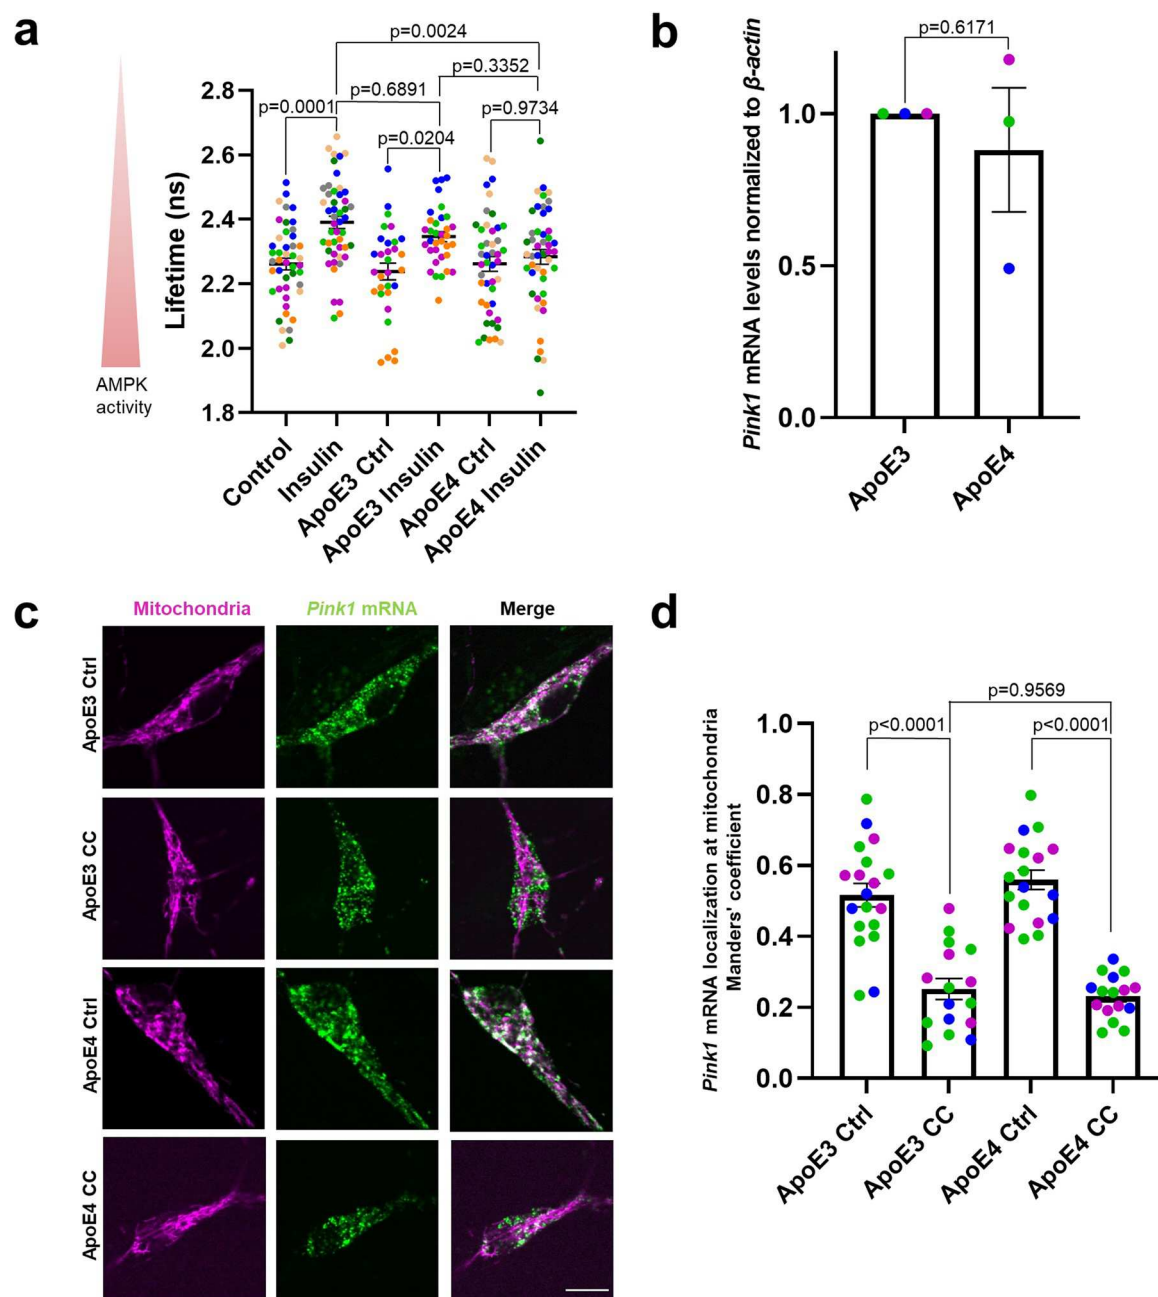 a
p=0.0024
p=0.3352
p=0.6891
p=0.9734
p=0.0001
p=0.0204
Lifetime (ns)
2.8
2.6
2.4
2.2
2.0
1.8
AMPK
activity
Control
Insulin
ApoE3 Ctrl
ApoE3 Insulin
ApoE4 Ctrl
ApoE4 Insulin
b
p=0.6171
Pink1 mRNA levels normalized to β-actin
1.0
0.5
0.0
ApoE3
ApoE4
c
Mitochondria
Pink1 mRNA
Merge
ApoE3 Ctrl
ApoE3 CC
ApoE4 Ctrl
ApoE4 CC
d
p=0.9569
p<0.0001
p<0.0001
Pink1 mRNA localization at mitochondria
Manders' coefficient
1.0
0.8
0.6
0.4
0.2
0.0
ApoE3 Ctrl
ApoE3 CC
ApoE4 Ctrl
ApoE4 CC